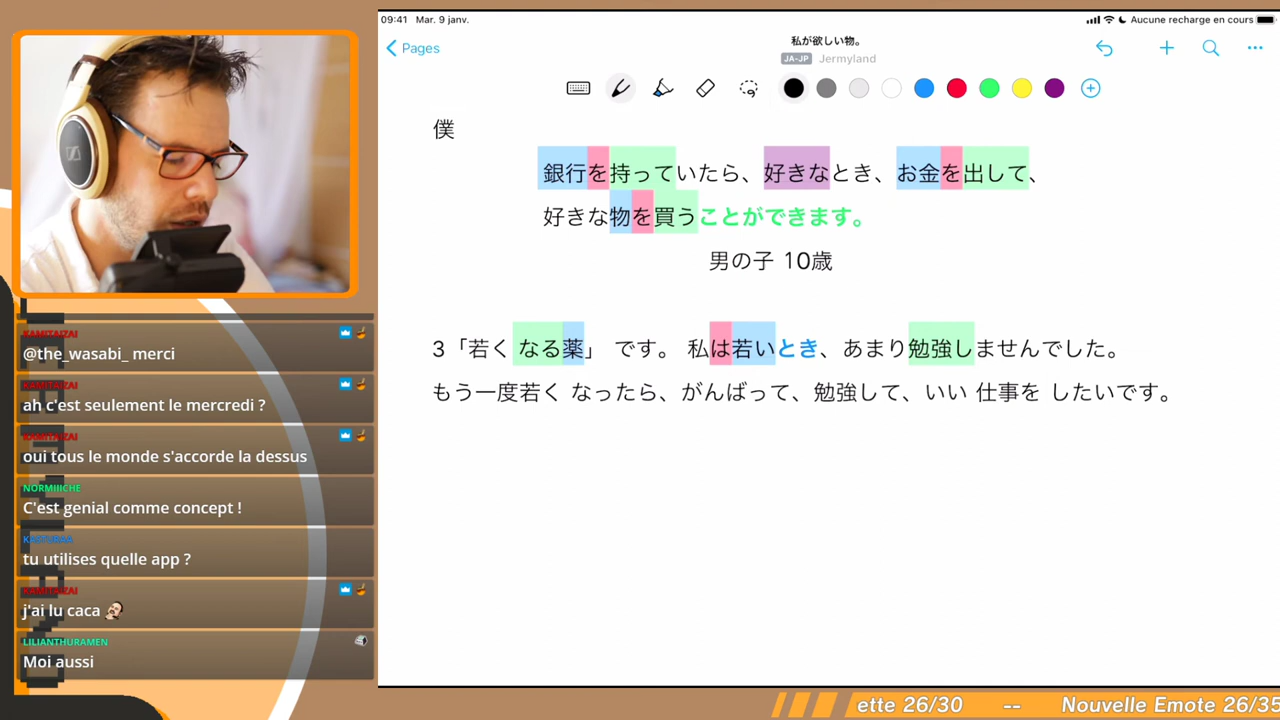 09:41 Mar. 9 janv.
Aucune recharge en cours
Pages
私が欲しい物。
JA-JP Jermyland
僕
銀行を持っていたら、好きなとき、お金を出して、
好きな物を買うことができます。
男の子 10歳
3「若く なる薬」 です。 私は若いとき、あまり勉強しませんでした。
もう一度若く なったら、がんばって、勉強して、いい 仕事を したいです。
KAMITAIZAI
@the_wasabi_ merci
KAMITAIZAI
ah c'est seulement le mercredi ?
KAMITAIZAI
oui tous le monde s'accorde la dessus
NORMIIICHE
C'est genial comme concept !
tu utilises quelle app ?
KAMITAIZAI
j'ai lu caca
LILIANTHURAMEN
Moi aussi
ette 26/30 -- Nouvelle Emote 26/35